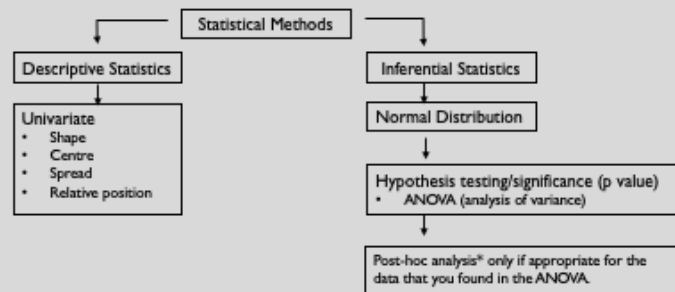 Statistical Methods
Descriptive Statistics
Univariate
• Shape
• Centre
• Spread
• Relative position
Inferential Statistics
Normal Distribution
Hypothesis testing/significance (p value)
• ANOVA (analysis of variance)
Post-hoc analysis* only if appropriate for the
data that you found in the ANOVA.